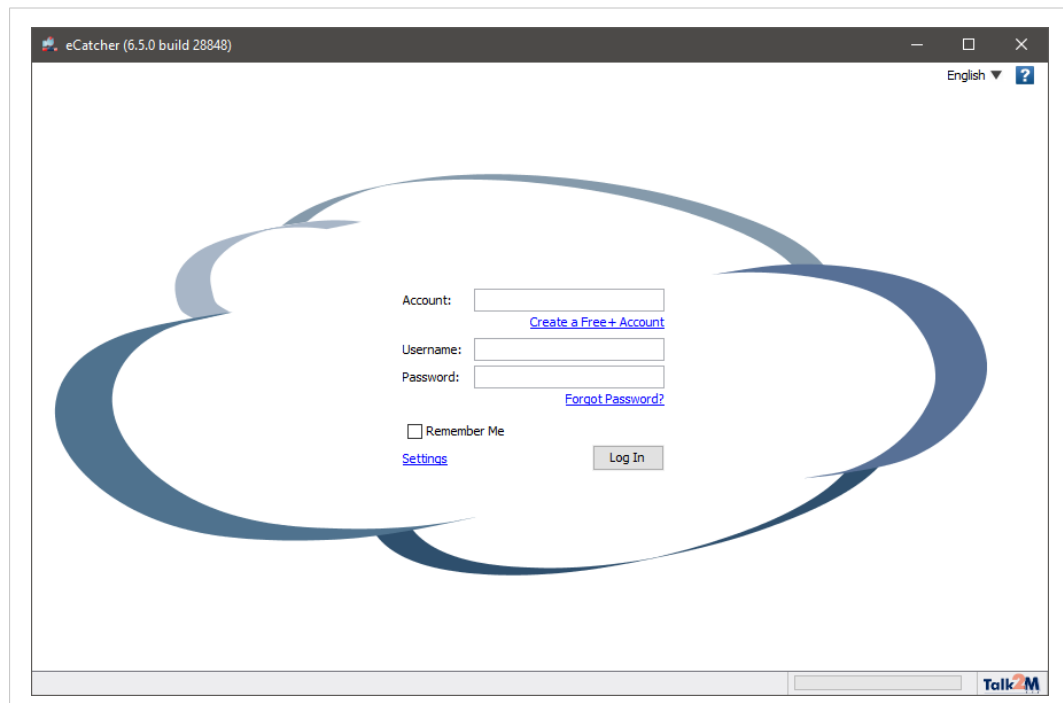 eCatcher (6.5.0 build 28848)
English
?
Account:
Create a Free+ Account
Username:
Password:
Forgot Password?
Remember Me
Settings
Log In
Talk2M